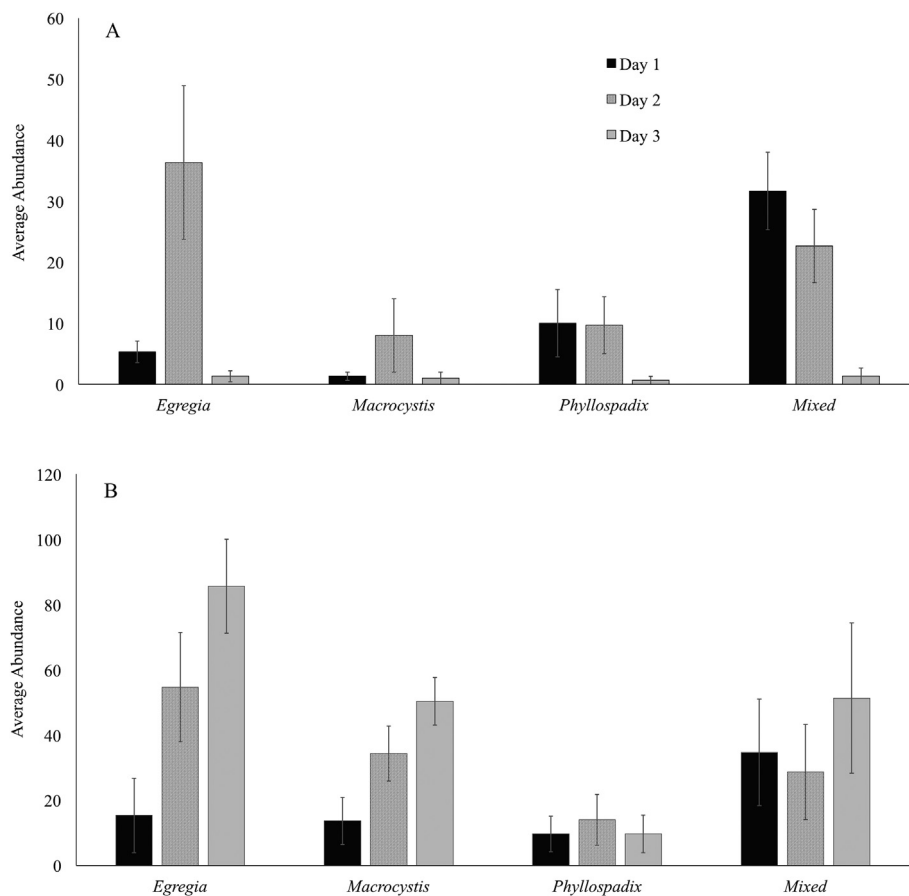 A
60
50
40
30
20
10
0
Average Abundance
Day 1
Day 2
Day 3
Egregia
Macrocystis
Phyllospadix
Mixed
B
120
100
80
60
40
20
0
Average Abundance
Egregia
Macrocystis
Phyllospadix
Mixed